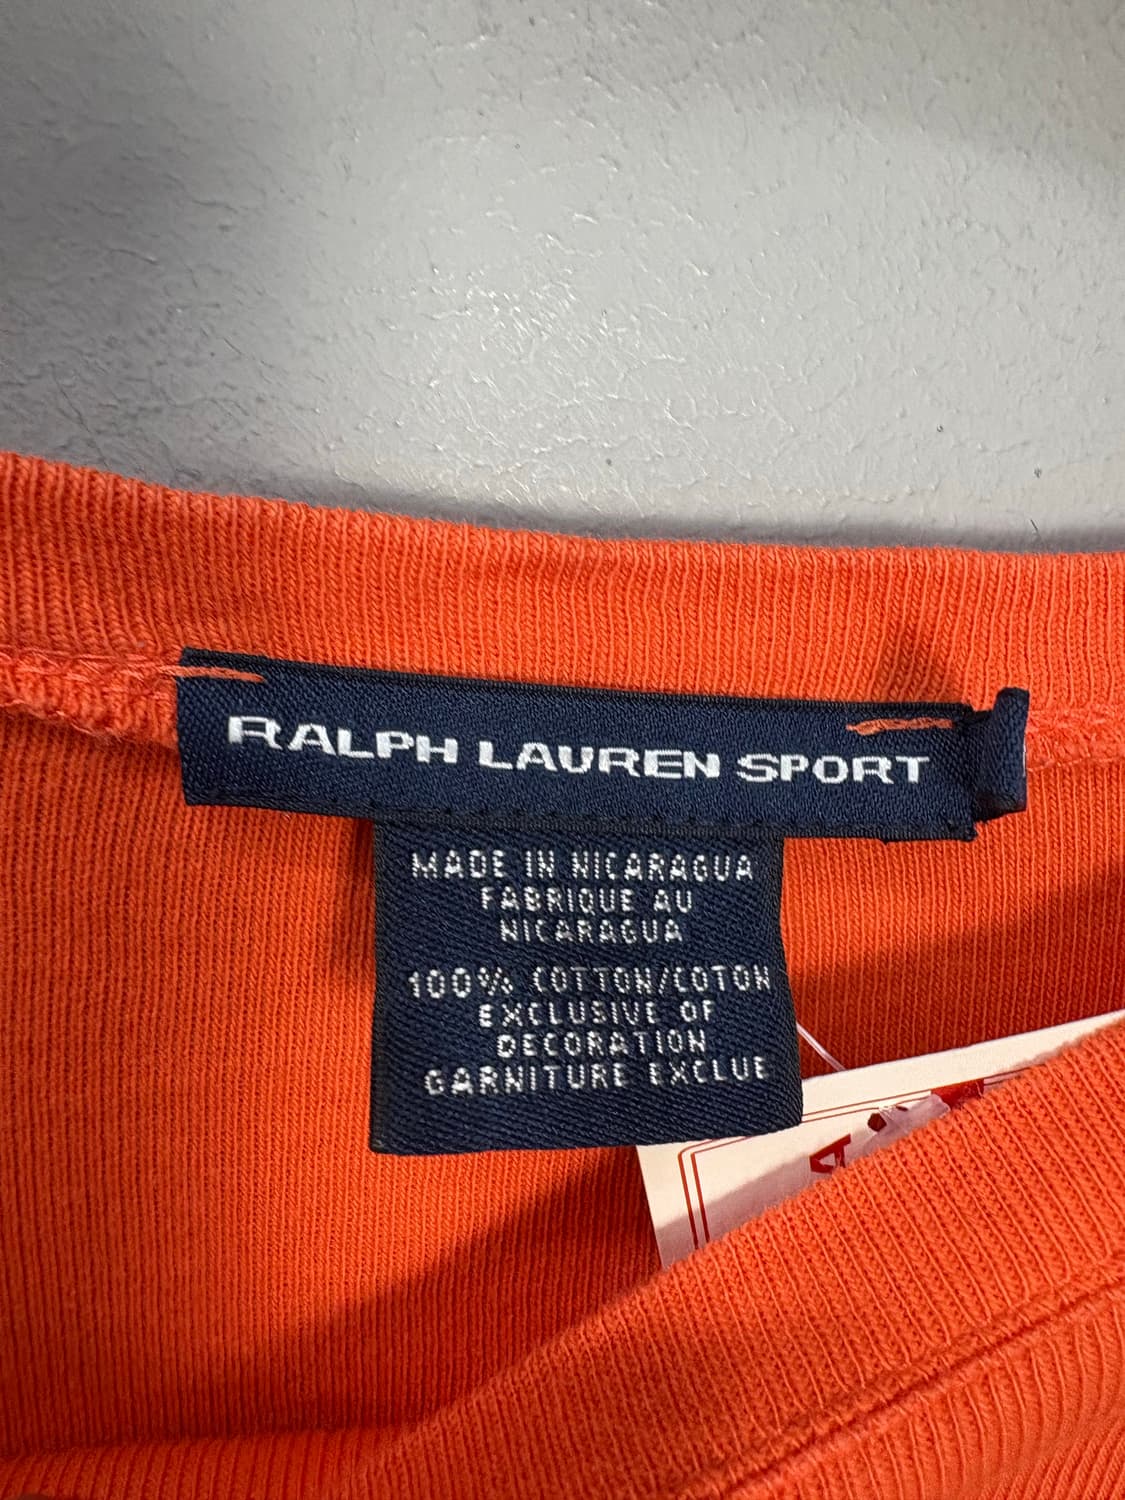 RALPH LAUREN SPORT
MADE IN NICARAGUA
FABRIQUE AU
NICARAGUA
100% COTTON/COTON
EXCLUSIVE OF
DECORATION
GARNITURE EXCLUE